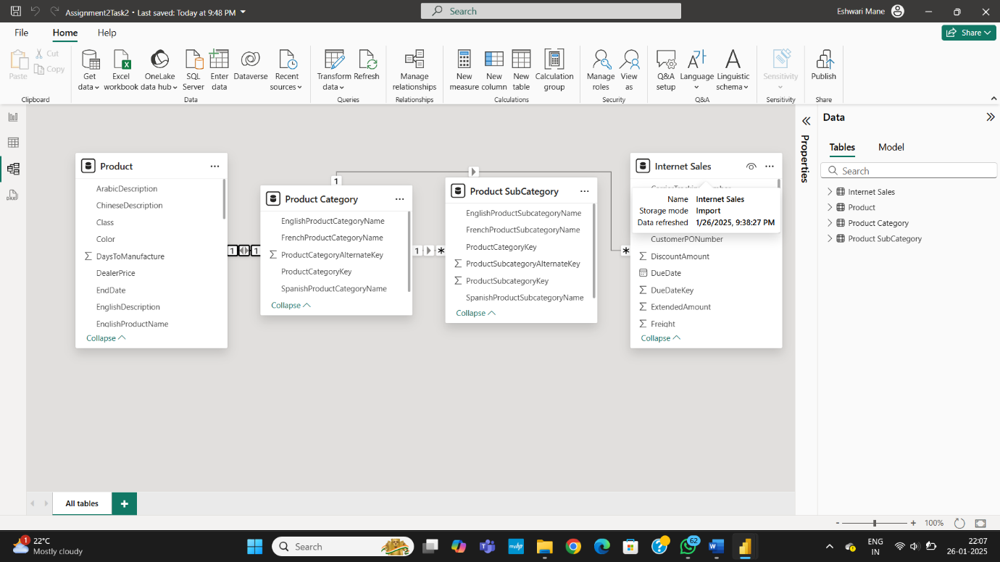 Assignment2Task2 • Last saved: Today at 9:48 PM
Search
Eshwari Mane
File
Home
Help
Share
Paste
Cut
Copy
Clipboard
Get data
Excel workbook
OneLake data hub
SQL Server
Enter data
Dataverse
Recent sources
Data
Transform data
Refresh
Queries
Manage relationships
Relationships
New measure
New column
New table
Calculation group
Calculations
Manage roles
View as
Security
Q&A setup
Language
Linguistic schema
Q&A
Sensitivity
Sensitivity
Publish
Share
Product
ArabicDescription
ChineseDescription
Class
Color
DaysToManufacture
DealerPrice
EndDate
EnglishDescription
EnglishProductName
Collapse
1
1
1
Product Category
EnglishProductCategoryName
FrenchProductCategoryName
ProductCategoryAlternateKey
ProductCategoryKey
SpanishProductCategoryName
Collapse
1
*
Product SubCategory
EnglishProductSubcategoryName
FrenchProductSubcategoryName
ProductCategoryKey
ProductSubcategoryAlternateKey
ProductSubcategoryKey
SpanishProductSubcategoryName
Collapse
*
Internet Sales
Name Internet Sales
Storage mode Import
Data refreshed 1/26/2025, 9:38:27 PM
CustomerPONumber
DiscountAmount
DueDate
DueDateKey
ExtendedAmount
Freight
Collapse
Properties
Data
Tables
Model
Search
Internet Sales
Product
Product Category
Product SubCategory
All tables
+
- + 100%
1
22°C
Mostly cloudy
Search
62
ENG
IN
22:07
26-01-2025